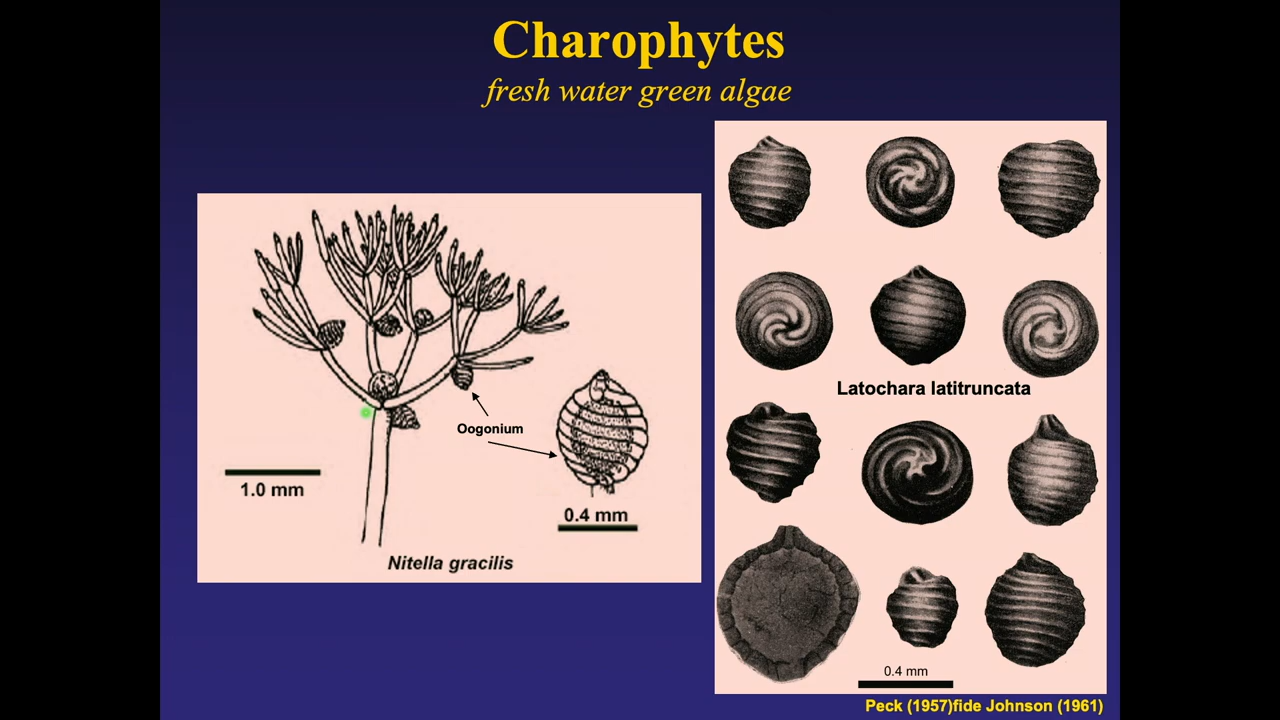 Charophytes
fresh water green algae
Oogonium
1.0 mm
0.4 mm
Nitella gracilis
Latochara latitruncata
0.4 mm
Peck (1957)fide Johnson (1961)